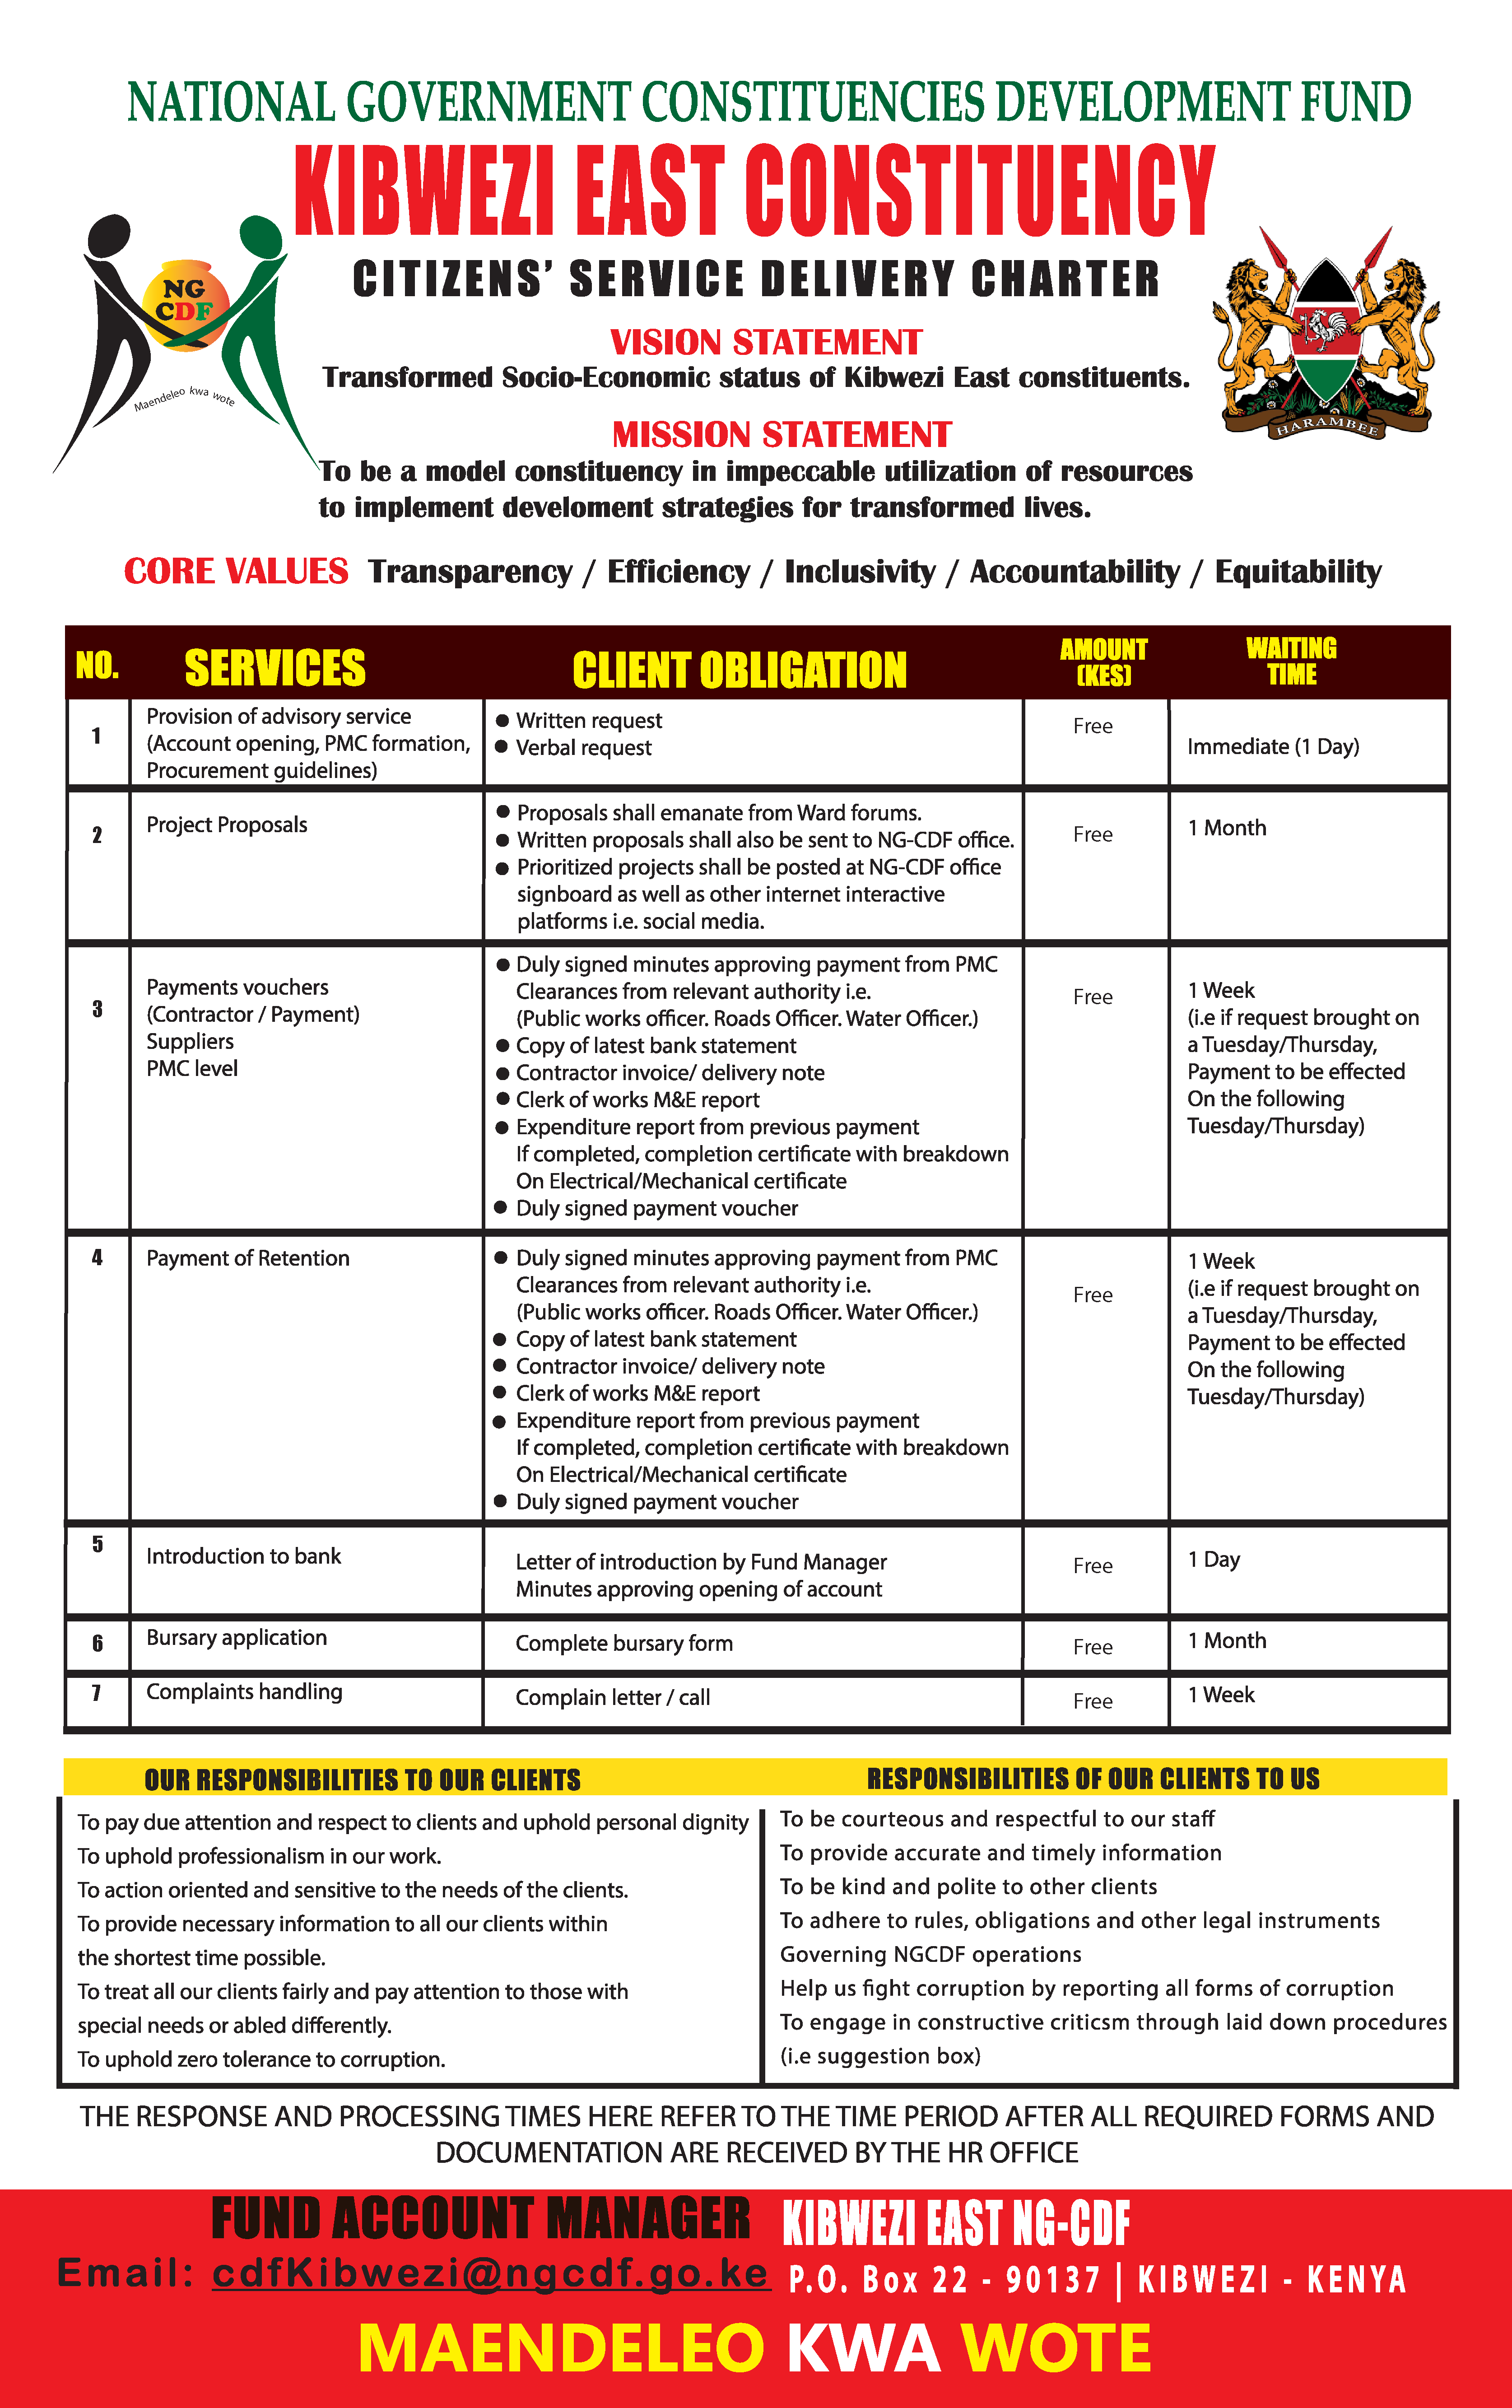 NATIONAL GOVERNMENT CONSTITUENCIES DEVELOPMENT FUND
KIBWEZI EAST CONSTITUENCY
CITIZENS’ SERVICE DELIVERY CHARTER
NG
CDF
Maendeleo kwa wote
HARAMBEE
VISION STATEMENT
Transformed Socio-Economic status of Kibwezi East constituents.
MISSION STATEMENT
To be a model constituency in impeccable utilization of resources
to implement develoment strategies for transformed lives.
CORE VALUES Transparency / Efficiency / Inclusivity / Accountability / Equitability
NO. SERVICES CLIENT OBLIGATION AMOUNT (KES) WAITING TIME
1
Provision of advisory service
(Account opening, PMC formation,
Procurement guidelines)
● Written request
● Verbal request
Free
Immediate (1 Day)
2
Project Proposals
● Proposals shall emanate from Ward forums.
● Written proposals shall also be sent to NG-CDF office.
● Prioritized projects shall be posted at NG-CDF office
signboard as well as other internet interactive
platforms i.e. social media.
Free
1 Month
3
Payments vouchers
(Contractor / Payment)
Suppliers
PMC level
● Duly signed minutes approving payment from PMC
Clearances from relevant authority i.e.
(Public works officer. Roads Officer. Water Officer.)
● Copy of latest bank statement
● Contractor invoice/ delivery note
● Clerk of works M&E report
● Expenditure report from previous payment
If completed, completion certificate with breakdown
On Electrical/Mechanical certificate
● Duly signed payment voucher
Free
1 Week
(i.e if request brought on
a Tuesday/Thursday,
Payment to be effected
On the following
Tuesday/Thursday)
4
Payment of Retention
● Duly signed minutes approving payment from PMC
Clearances from relevant authority i.e.
(Public works officer. Roads Officer. Water Officer.)
● Copy of latest bank statement
● Contractor invoice/ delivery note
● Clerk of works M&E report
● Expenditure report from previous payment
If completed, completion certificate with breakdown
On Electrical/Mechanical certificate
● Duly signed payment voucher
Free
1 Week
(i.e if request brought on
a Tuesday/Thursday,
Payment to be effected
On the following
Tuesday/Thursday)
5
Introduction to bank
Letter of introduction by Fund Manager
Minutes approving opening of account
Free
1 Day
6
Bursary application
Complete bursary form
Free
1 Month
7
Complaints handling
Complain letter / call
Free
1 Week
OUR RESPONSIBILITIES TO OUR CLIENTS
To pay due attention and respect to clients and uphold personal dignity
To uphold professionalism in our work.
To action oriented and sensitive to the needs of the clients.
To provide necessary information to all our clients within
the shortest time possible.
To treat all our clients fairly and pay attention to those with
special needs or abled differently.
To uphold zero tolerance to corruption.
RESPONSIBILITIES OF OUR CLIENTS TO US
To be courteous and respectful to our staff
To provide accurate and timely information
To be kind and polite to other clients
To adhere to rules, obligations and other legal instruments
Governing NGCDF operations
Help us fight corruption by reporting all forms of corruption
To engage in constructive criticsm through laid down procedures
(i.e suggestion box)
THE RESPONSE AND PROCESSING TIMES HERE REFER TO THE TIME PERIOD AFTER ALL REQUIRED FORMS AND
DOCUMENTATION ARE RECEIVED BY THE HR OFFICE
FUND ACCOUNT MANAGER KIBWEZI EAST NG-CDF
Email: cdfKibwezi@ngcdf.go.ke P.O. Box 22 - 90137 | KIBWEZI - KENYA
MAENDELEO KWA WOTE